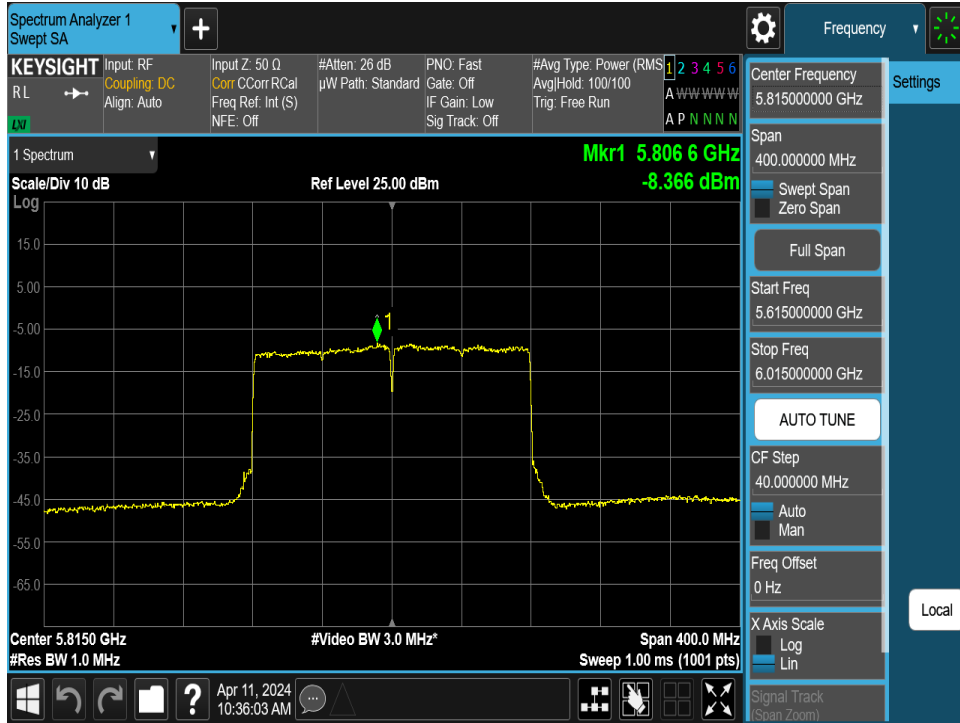 Spectrum Analyzer 1
Swept SA
Frequency
KEYSIGHT
RL
LXI
Input: RF
Coupling: DC
Align: Auto
Input Z: 50 Ω
Corr CCorr RCal
Freq Ref: Int (S)
NFE: Off
#Atten: 26 dB
µW Path: Standard
PNO: Fast
Gate: Off
IF Gain: Low
Sig Track: Off
#Avg Type: Power (RMS
Avg|Hold: 100/100
Trig: Free Run
1 2 3 4 5 6
A W W W W W
A P N N N N
1 Spectrum
Mkr1 5.806 6 GHz
Scale/Div 10 dB
Ref Level 25.00 dBm
-8.366 dBm
Log
15.0
5.00
-5.00
-15.0
-25.0
-35.0
-45.0
-55.0
-65.0
1
Center 5.8150 GHz
#Video BW 3.0 MHz*
Span 400.0 MHz
#Res BW 1.0 MHz
Sweep 1.00 ms (1001 pts)
?
Apr 11, 2024
10:36:03 AM
Center Frequency
5.815000000 GHz
Span
400.000000 MHz
Swept Span
Zero Span
Full Span
Start Freq
5.615000000 GHz
Stop Freq
6.015000000 GHz
AUTO TUNE
CF Step
40.000000 MHz
Auto
Man
Freq Offset
0 Hz
X Axis Scale
Log
Lin
Signal Track
(Span Zoom)
Settings
Local